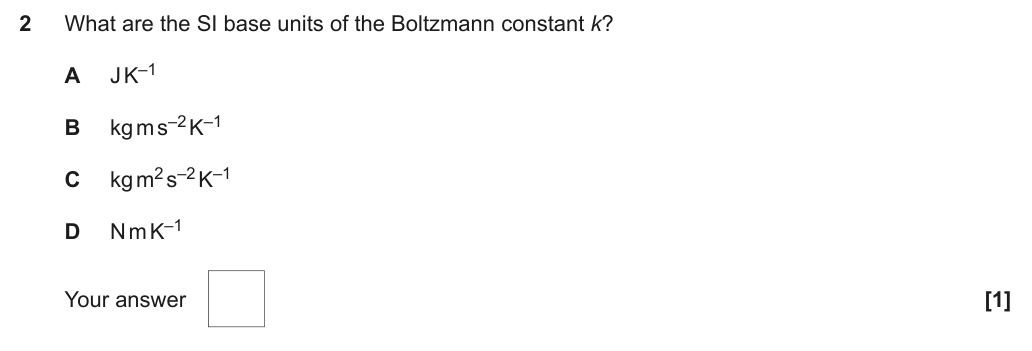 2 What are the SI base units of the Boltzmann constant k?
A J K⁻¹
B kg m s⁻² K⁻¹
C kg m² s⁻² K⁻¹
D N m K⁻¹
Your answer [1]